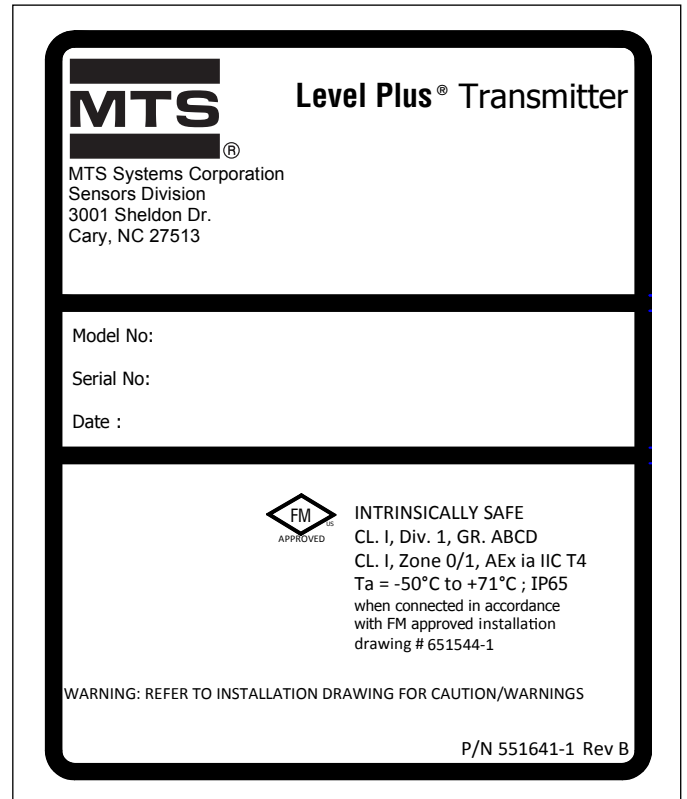 MTS
®
Level Plus® Transmitter
MTS Systems Corporation
Sensors Division
3001 Sheldon Dr.
Cary, NC 27513
Model No:
Serial No:
Date :
FM
us
APPROVED
INTRINSICALLY SAFE
CL. I, Div. 1, GR. ABCD
CL. I, Zone 0/1, AEx ia IIC T4
Ta = -50°C to +71°C ; IP65
when connected in accordance
with FM approved installation
drawing # 651544-1
WARNING: REFER TO INSTALLATION DRAWING FOR CAUTION/WARNINGS
P/N 551641-1 Rev B